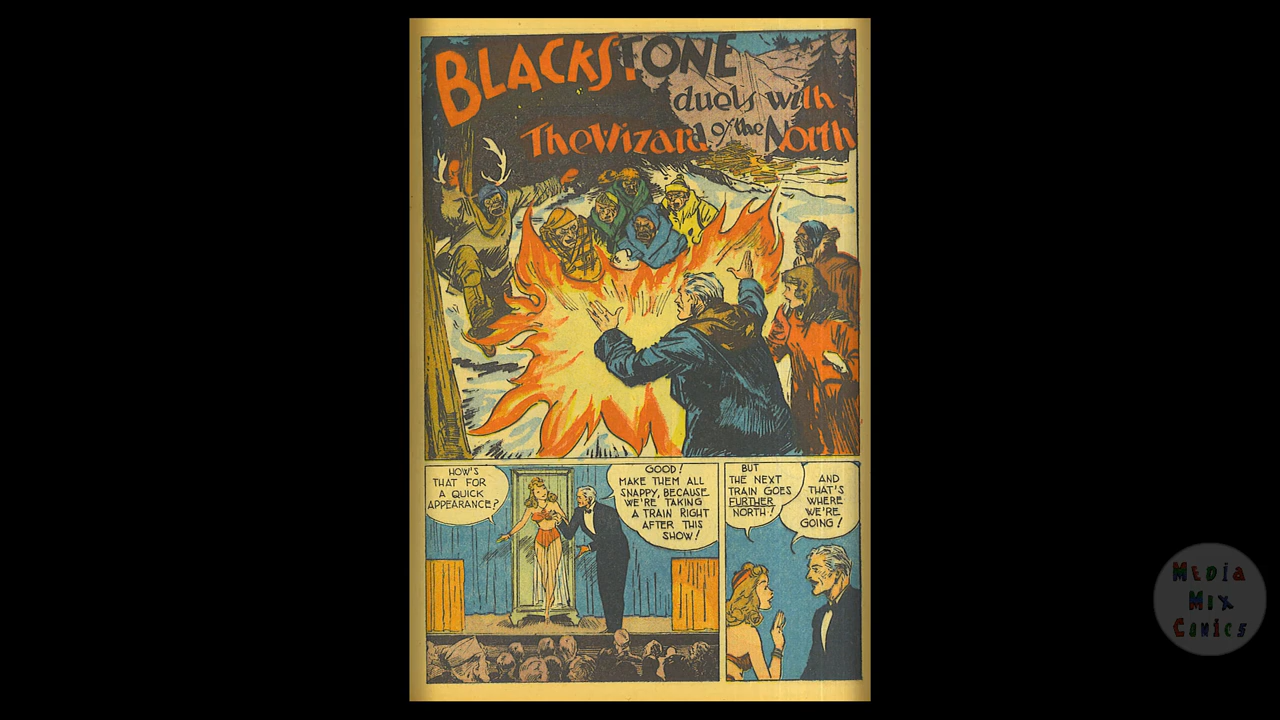 BLACKSTONE
duels with
The Wizard of the North
HOW'S
THAT FOR
A QUICK
APPEARANCE?
GOOD!
MAKE THEM ALL
SNAPPY, BECAUSE
WE'RE TAKING
A TRAIN RIGHT
AFTER THIS
SHOW!
BUT
THE NEXT
TRAIN GOES
FURTHER
NORTH!
AND
THAT'S
WHERE
WE'RE
GOING!
MEDIA
MIX
COMICS